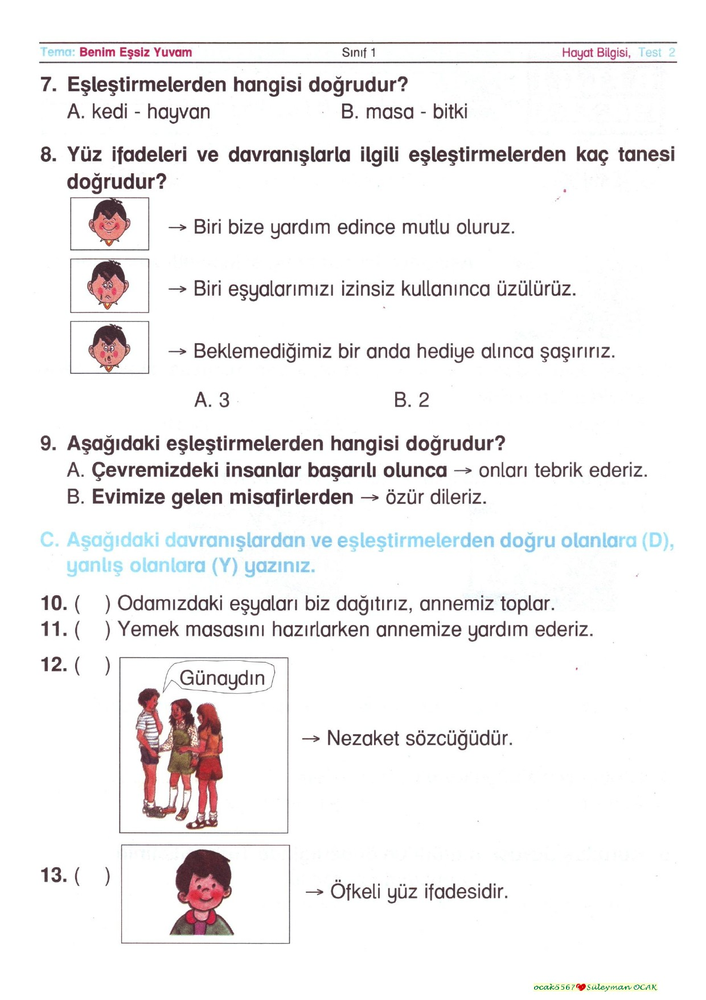 Tema: Benim Eşsiz Yuvam Sınıf 1 Hayat Bilgisi, Test 2
7. Eşleştirmelerden hangisi doğrudur?
A. kedi - hayvan B. masa - bitki
8. Yüz ifadeleri ve davranışlarla ilgili eşleştirmelerden kaç tanesi
doğrudur?
→ Biri bize yardım edince mutlu oluruz.
→ Biri eşyalarımızı izinsiz kullanınca üzülürüz.
→ Beklemediğimiz bir anda hediye alınca şaşırırız.
A. 3 B. 2
9. Aşağıdaki eşleştirmelerden hangisi doğrudur?
A. Çevremizdeki insanlar başarılı olunca → onları tebrik ederiz.
B. Evimize gelen misafirlerden → özür dileriz.
C. Aşağıdaki davranışlardan ve eşleştirmelerden doğru olanlara (D),
yanlış olanlara (Y) yazınız.
10. ( ) Odamızdaki eşyaları biz dağıtırız, annemiz toplar.
11. ( ) Yemek masasını hazırlarken annemize yardım ederiz.
12. ( )
Günaydın
→ Nezaket sözcüğüdür.
13. ( )
→ Öfkeli yüz ifadesidir.
ocak5567 Süleyman OCAK